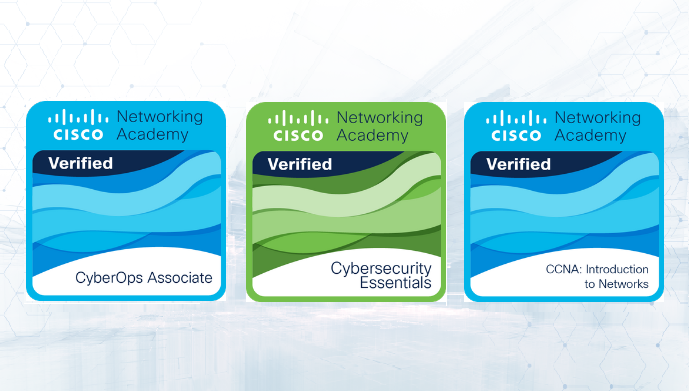 CISCO
Networking
Academy
Verified
CyberOps Associate
CISCO
Networking
Academy
Verified
Cybersecurity
Essentials
CISCO
Networking
Academy
Verified
CCNA: Introduction
to Networks